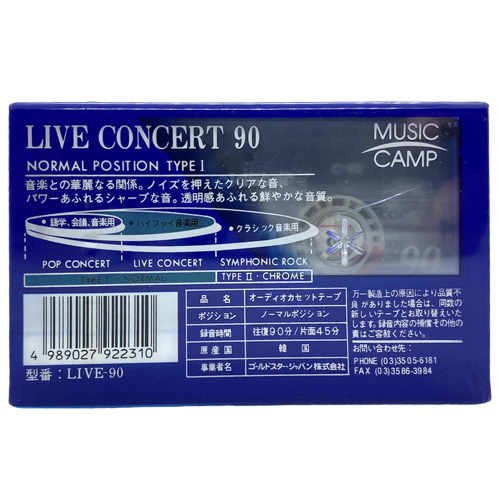 LIVE CONCERT 90
NORMAL POSITION TYPE I
音楽との華麗なる関係。ノイズを押えたクリアな音、
パワーあふれるシャープな音。透明感あふれる鮮やかな音質。
MUSIC
CAMP
●語学、会議、音楽用
●ハイファイ音楽用
●クラシック音楽用
POP CONCERT
LIVE CONCERT
SYMPHONIC ROCK
TYPE I · NORMAL
TYPE II · CHROME
90
4 989027 922310
型番：LIVE-90
品名 オーディオカセットテープ
ポジション ノーマルポジション
録音時間 往復90分/片面45分
原産国 韓国
事業者名 ゴールドスター・ジャパン株式会社
万一製造上の原因により品質不
良がありました場合は、同数の
新しいテープとお取り替えいた
します。録音内容の補償その他の
責はご容赦ください。
お問い合わせ先：
PHONE (03)3505-6181
FAX (03)3586-3984